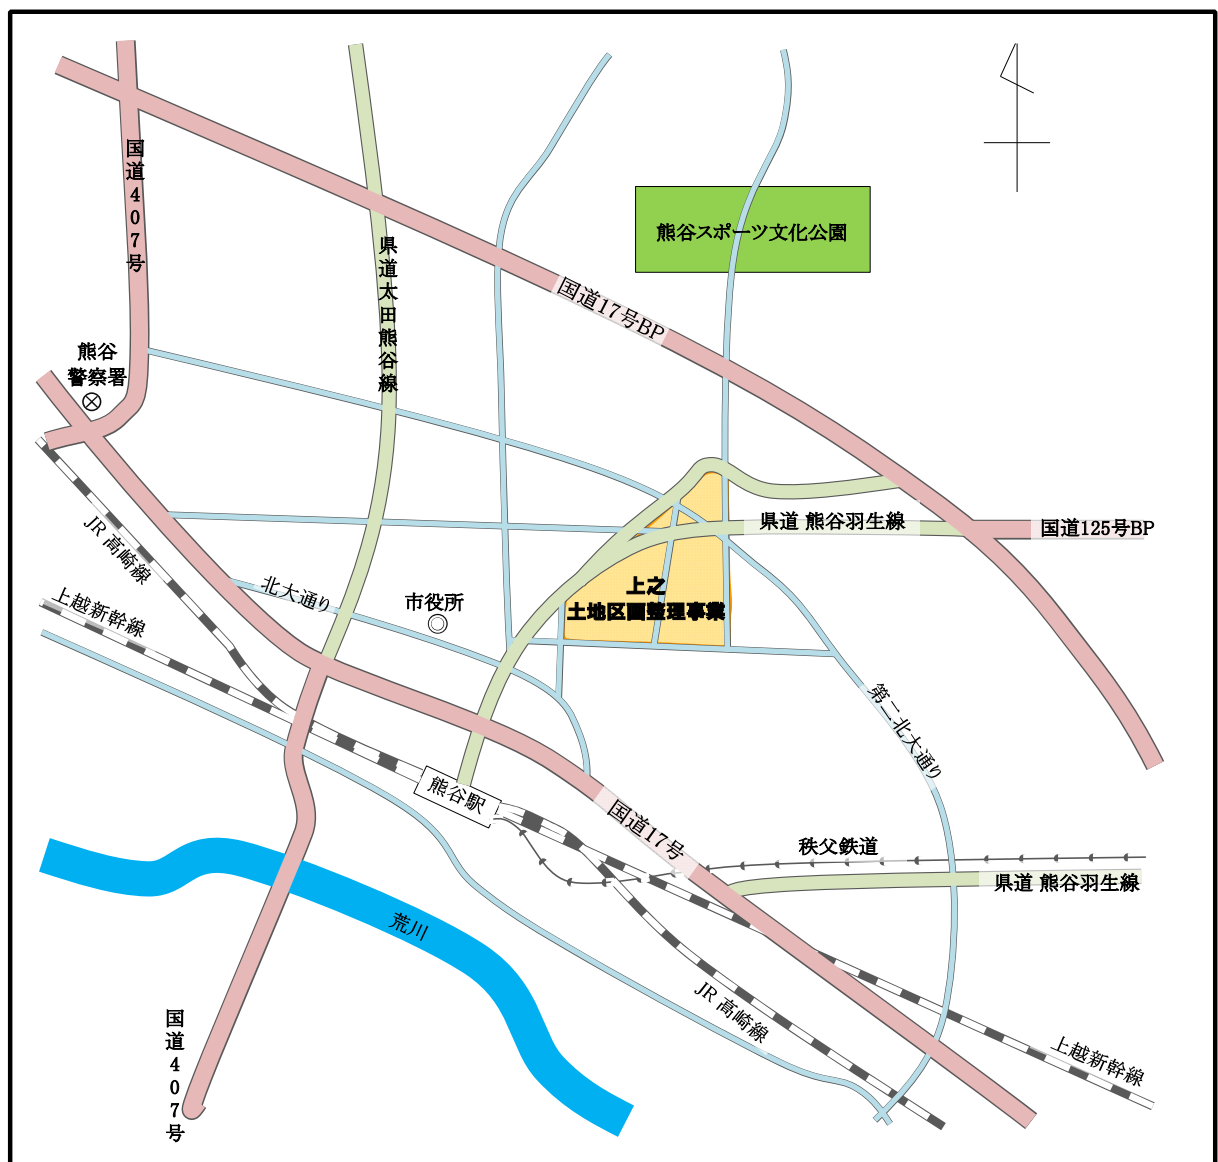 国道407号
熊谷スポーツ文化公園
県道太田熊谷線
国道17号BP
熊谷
警察署
県道 熊谷羽生線
国道125号BP
JR 高崎線
上越新幹線
北大通り
市役所
上之
土地区画整理事業
第二北大通り
熊谷駅
国道17号
秩父鉄道
県道 熊谷羽生線
荒川
JR 高崎線
国道407号
上越新幹線